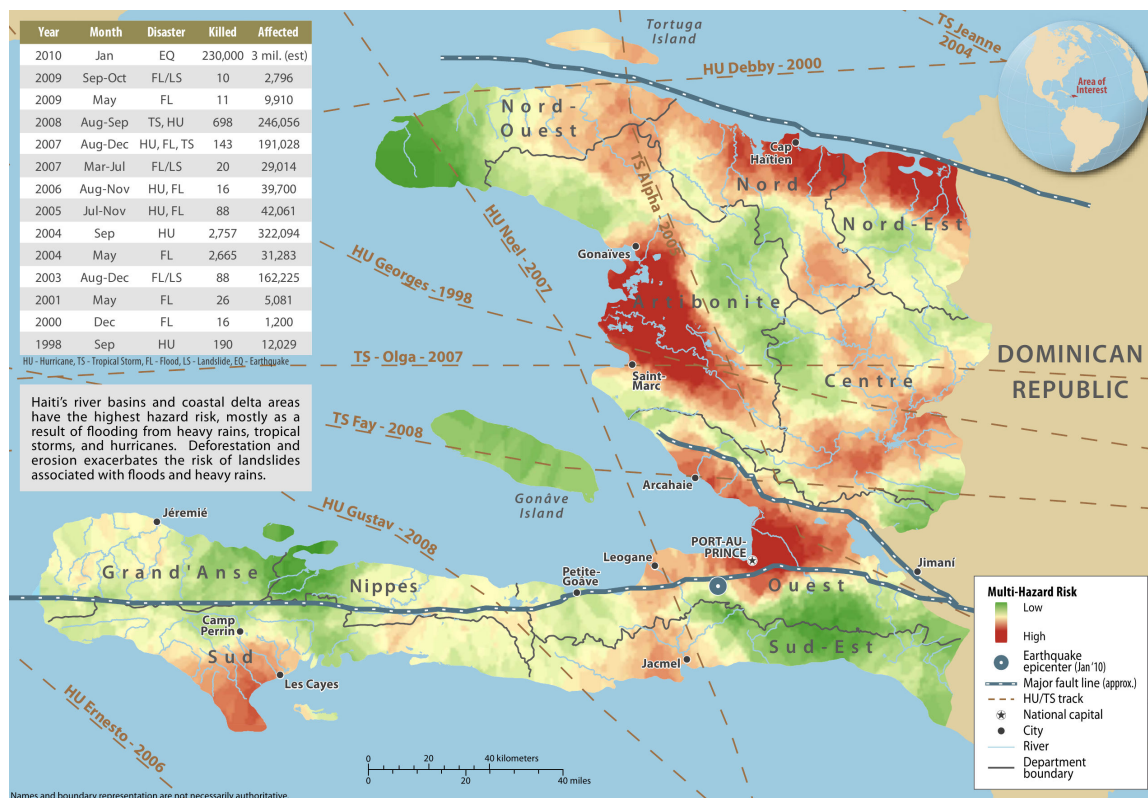 Year Month Disaster Killed Affected
2010 Jan EQ 230,000 3 mil. (est)
2009 Sep-Oct FL/LS 10 2,796
2009 May FL 11 9,910
2008 Aug-Sep TS, HU 698 246,056
2007 Aug-Dec HU, FL, TS 143 191,028
2007 Mar-Jul FL/LS 20 29,014
2006 Aug-Nov HU, FL 16 39,700
2005 Jul-Nov HU, FL 88 42,061
2004 Sep HU 2,757 322,094
2004 May FL 2,665 31,283
2003 Aug-Dec FL/LS 88 162,225
2001 May FL 26 5,081
2000 Dec FL 16 1,200
1998 Sep HU 190 12,029
HU - Hurricane, TS - Tropical Storm, FL - Flood, LS - Landslide, EQ - Earthquake
Haiti's river basins and coastal delta areas
have the highest hazard risk, mostly as a
result of flooding from heavy rains, tropical
storms, and hurricanes. Deforestation and
erosion exacerbates the risk of landslides
associated with floods and heavy rains.
Tortuga
Island
TS Jeanne
2004
HU Debby - 2000
Area of
Interest
Nord-
Ouest
Cap
Haïtien
Nord
Nord-Est
TS Alpha - 2005
HU Noel - 2007
HU Georges - 1998
Gonaïves
Artibonite
TS - Olga - 2007
Saint-
Marc
Centre
DOMINICAN
REPUBLIC
TS Fay - 2008
Arcahaie
Gonâve
Island
HU Gustav - 2008
Jérémié
Grand'Anse
Nippes
Petite-
Goâve
Leogane
PORT-AU-
PRINCE
Ouest
Jimaní
Camp
Perrin
Sud
Les Cayes
Jacmel
Sud-Est
HU Ernesto - 2006
Multi-Hazard Risk
Low
High
Earthquake
epicenter (Jan '10)
Major fault line (approx.)
HU/TS track
National capital
City
River
Department
boundary
0 20 40 kilometers
0 20 40 miles
Names and boundary representation are not necessarily authoritative.